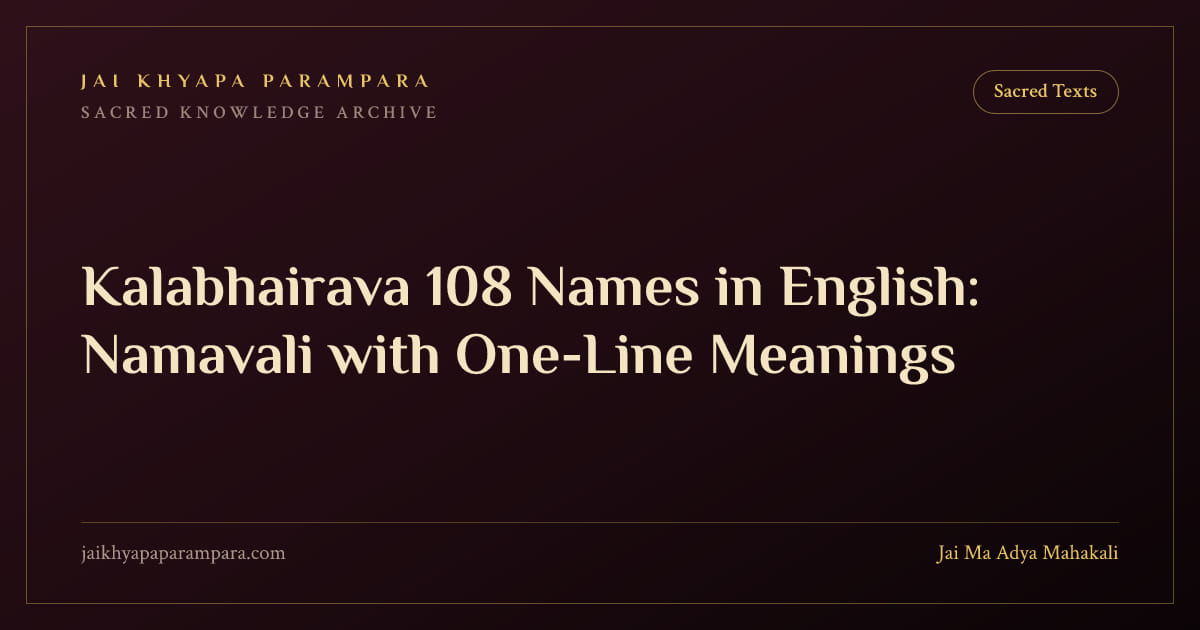 JAI KHYAPA PARAMPARA
SACRED KNOWLEDGE ARCHIVE
Sacred Texts
Kalabhairava 108 Names in English:
Namavali with One-Line Meanings
jaikhyapaparampara.com
Jai Ma Adya Mahakali